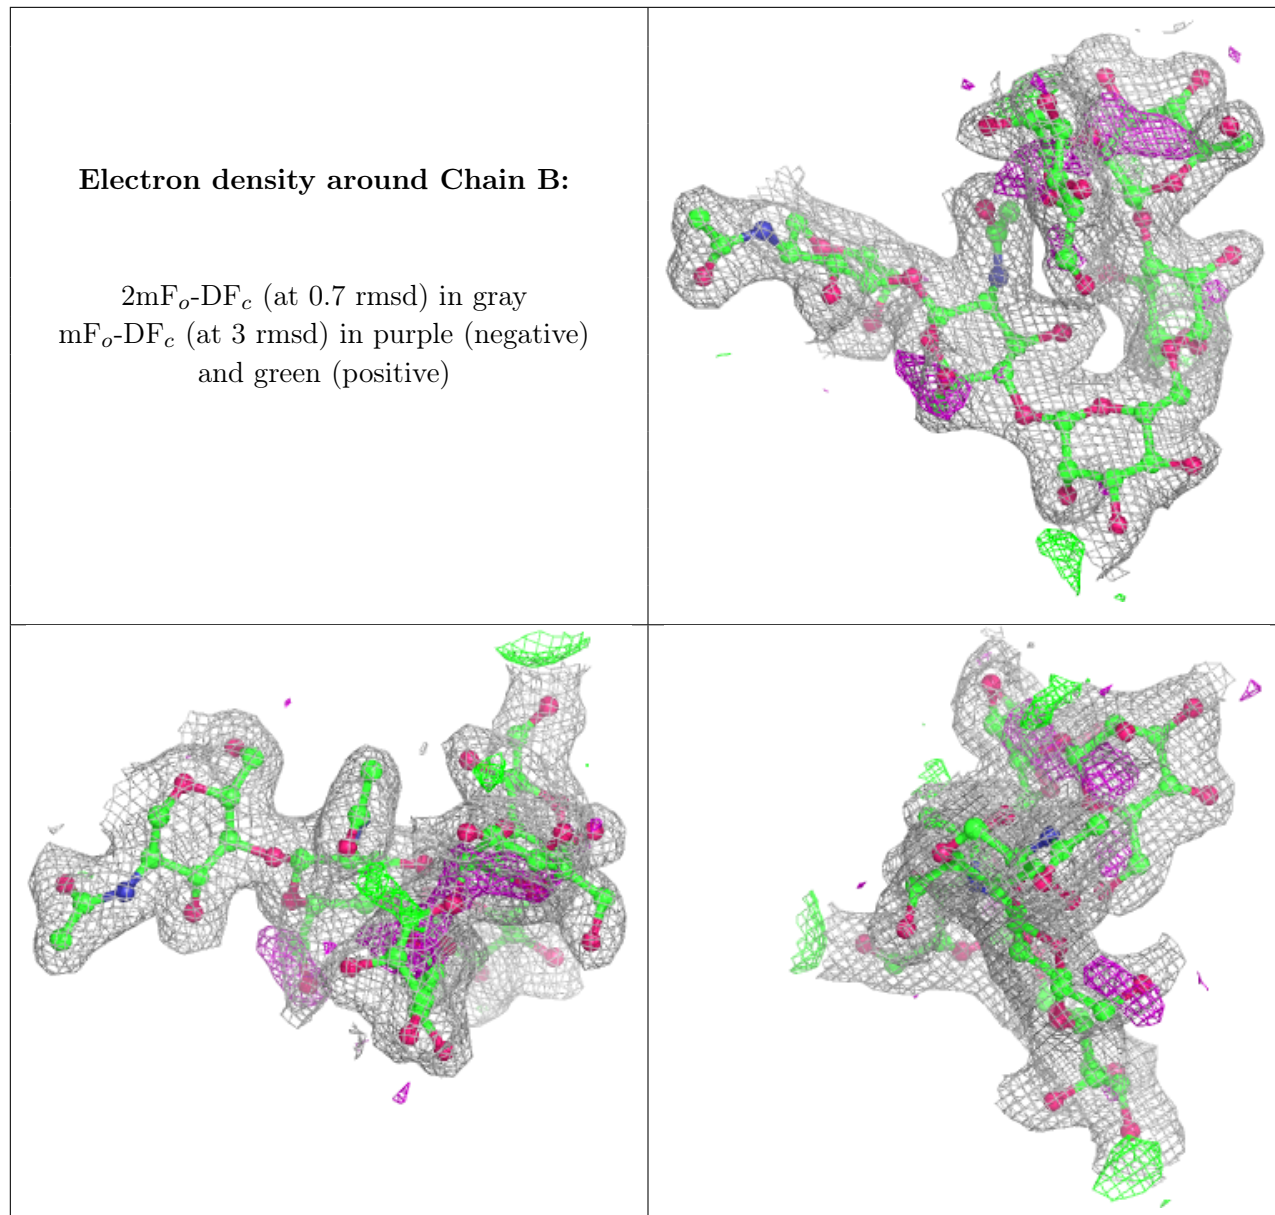 Electron density around Chain B:
2mFₒ-DF𝒸 (at 0.7 rmsd) in gray
mFₒ-DF𝒸 (at 3 rmsd) in purple (negative)
and green (positive)